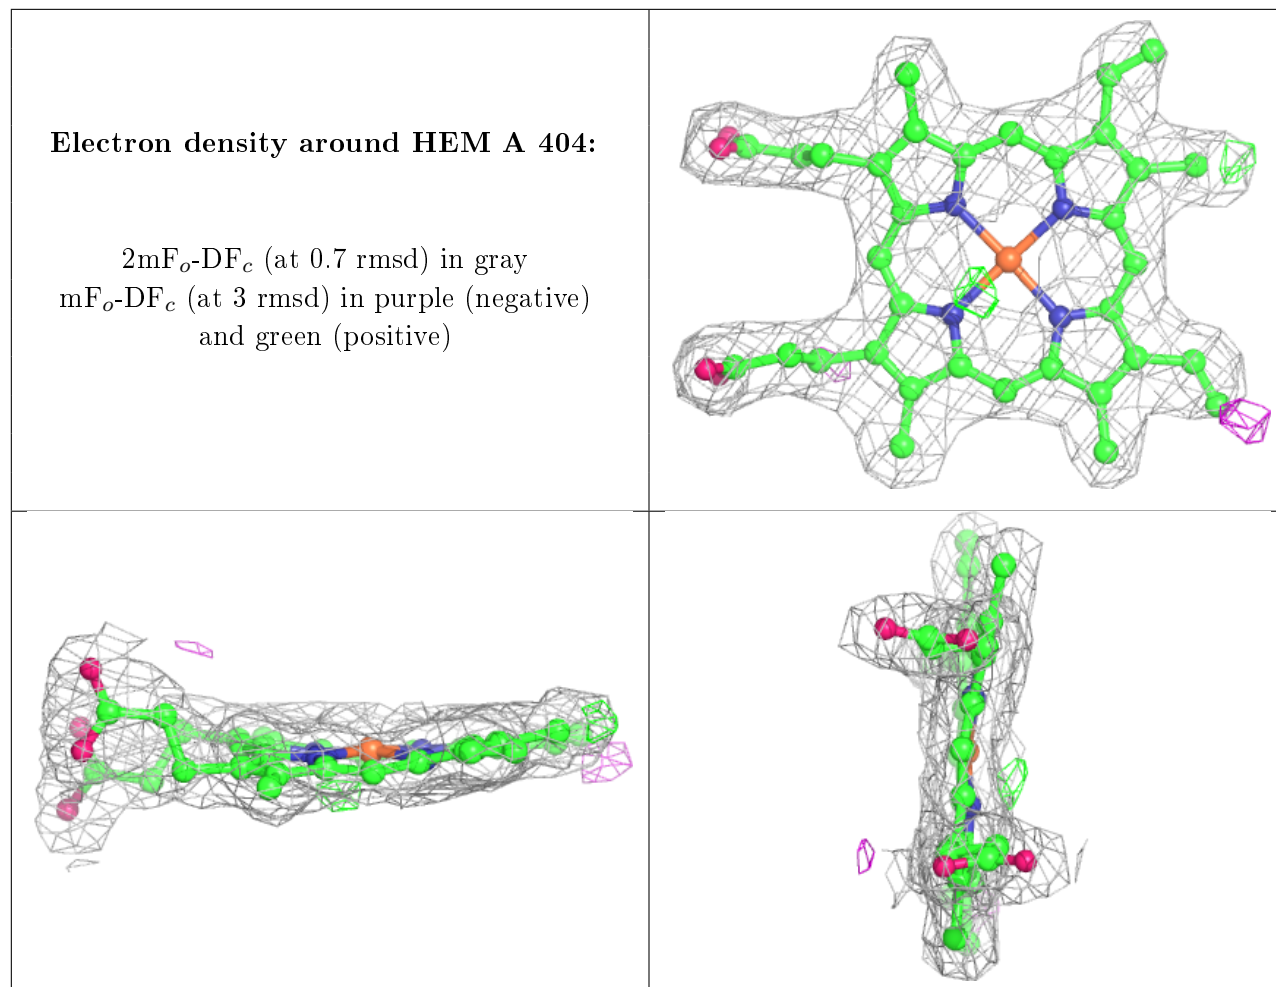 Electron density around HEM A 404:
2mFo-DFc (at 0.7 rmsd) in gray
mFo-DFc (at 3 rmsd) in purple (negative)
and green (positive)